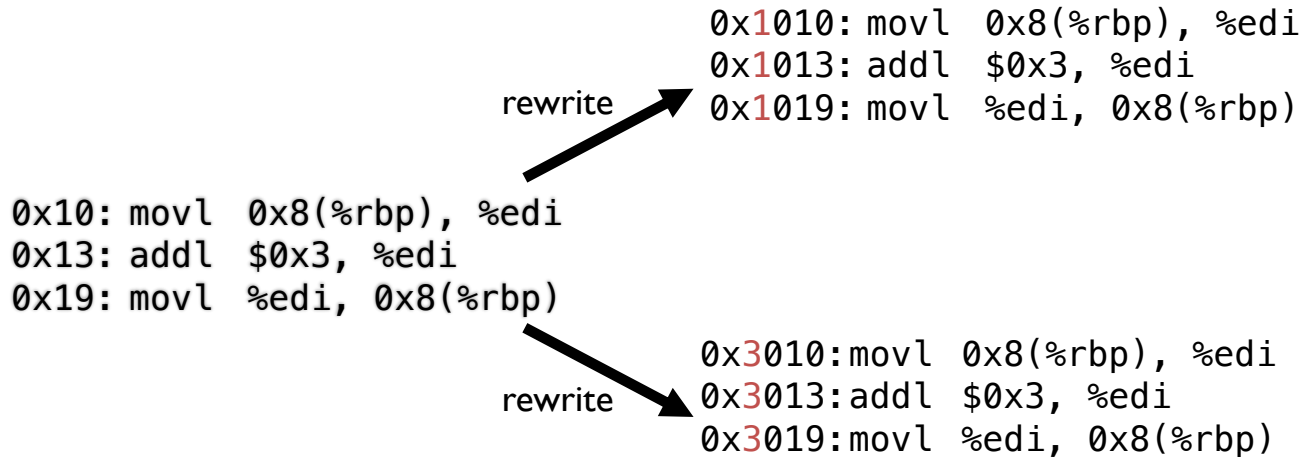 0x1010: movl 0x8(%rbp), %edi
0x1013: addl $0x3, %edi
0x1019: movl %edi, 0x8(%rbp)
rewrite
0x10: movl 0x8(%rbp), %edi
0x13: addl $0x3, %edi
0x19: movl %edi, 0x8(%rbp)
rewrite
0x3010:movl 0x8(%rbp), %edi
0x3013:addl $0x3, %edi
0x3019:movl %edi, 0x8(%rbp)